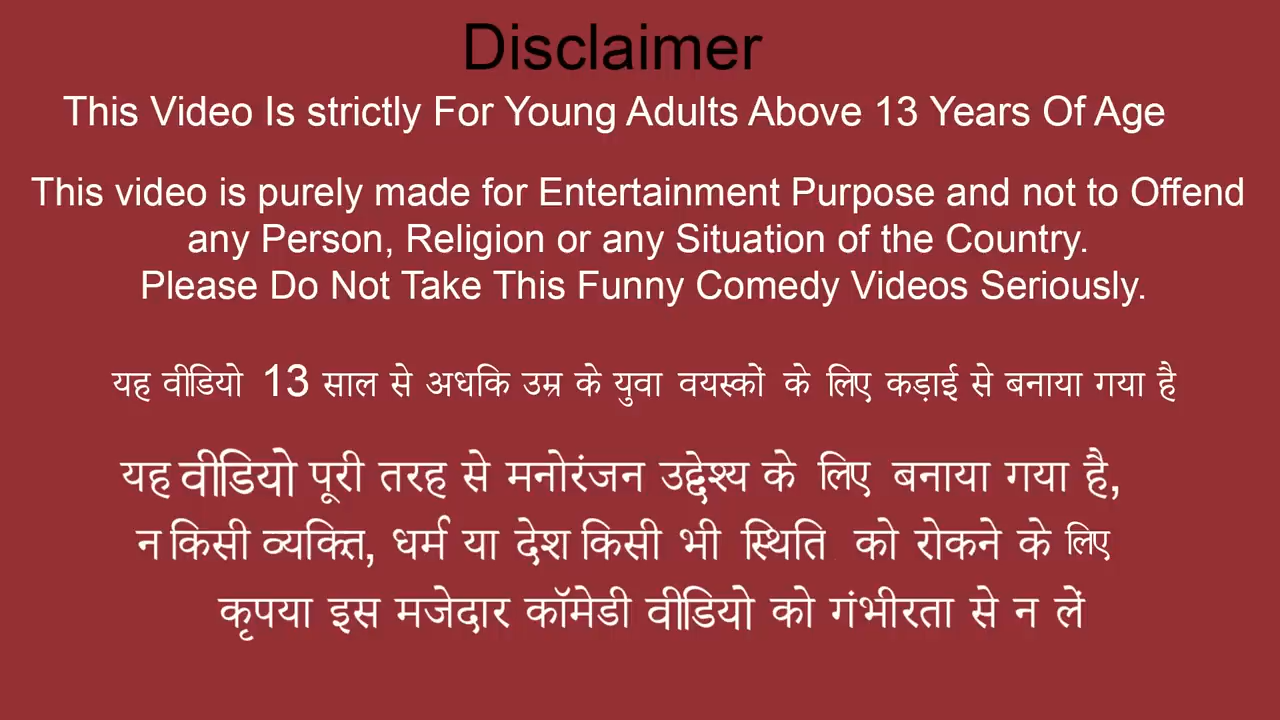 Disclaimer
This Video Is strictly For Young Adults Above 13 Years Of Age
This video is purely made for Entertainment Purpose and not to Offend
any Person, Religion or any Situation of the Country.
Please Do Not Take This Funny Comedy Videos Seriously.
यह वीडियो 13 साल से अधकि उम्र के युवा वयस्कों के लिए कड़ाई से बनाया गया है
यह वीडियो पूरी तरह से मनोरंजन उद्देश्य के लिए बनाया गया है,
न किसी व्यक्ति, धर्म या देश किसी भी स्थिति को रोकने के लिए
कृपया इस मजेदार कॉमेडी वीडियो को गंभीरता से न लें